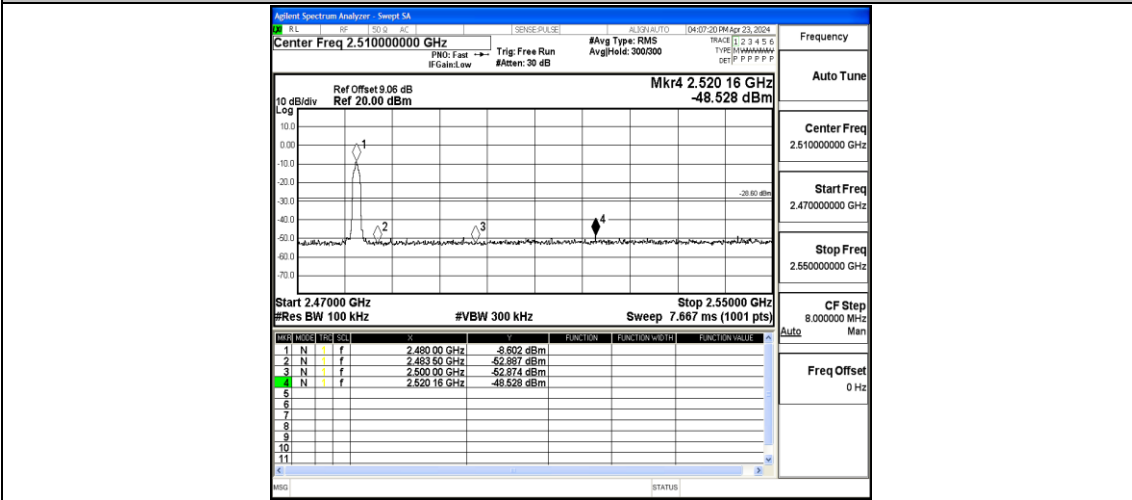 Agilent Spectrum Analyzer - Swept SA
RL RF 50 Ω AC SENSE:PULSE ALIGN AUTO 04:07:20 PM Apr 23, 2024
Center Freq 2.510000000 GHz
PNO: Fast
IFGain:Low
Trig: Free Run
#Atten: 30 dB
#Avg Type: RMS
Avg|Hold: 300/300
TRACE 1 2 3 4 5 6
TYPE MWWWWW
DET P P P P P P
Frequency
Auto Tune
Center Freq
2.510000000 GHz
Start Freq
2.470000000 GHz
Stop Freq
2.550000000 GHz
CF Step
8.000000 MHz
Auto Man
Freq Offset
0 Hz
Mkr4 2.520 16 GHz
-48.528 dBm
Ref Offset 9.06 dB
10 dB/div Ref 20.00 dBm
Log
10.0
0.00
-10.0
-20.0
-30.0
-40.0
-50.0
-60.0
-70.0
1
2
3
4
-28.60 dBm
Start 2.47000 GHz Stop 2.55000 GHz
#Res BW 100 kHz #VBW 300 kHz Sweep 7.667 ms (1001 pts)
MKR MODE TRC SCL X Y FUNCTION FUNCTION WIDTH FUNCTION VALUE
1 N 1 f 2.480 00 GHz -8.602 dBm
2 N 1 f 2.483 50 GHz -52.887 dBm
3 N 1 f 2.500 00 GHz -52.874 dBm
4 N 1 f 2.520 16 GHz -48.528 dBm
5
6
7
8
9
10
11
MSG STATUS